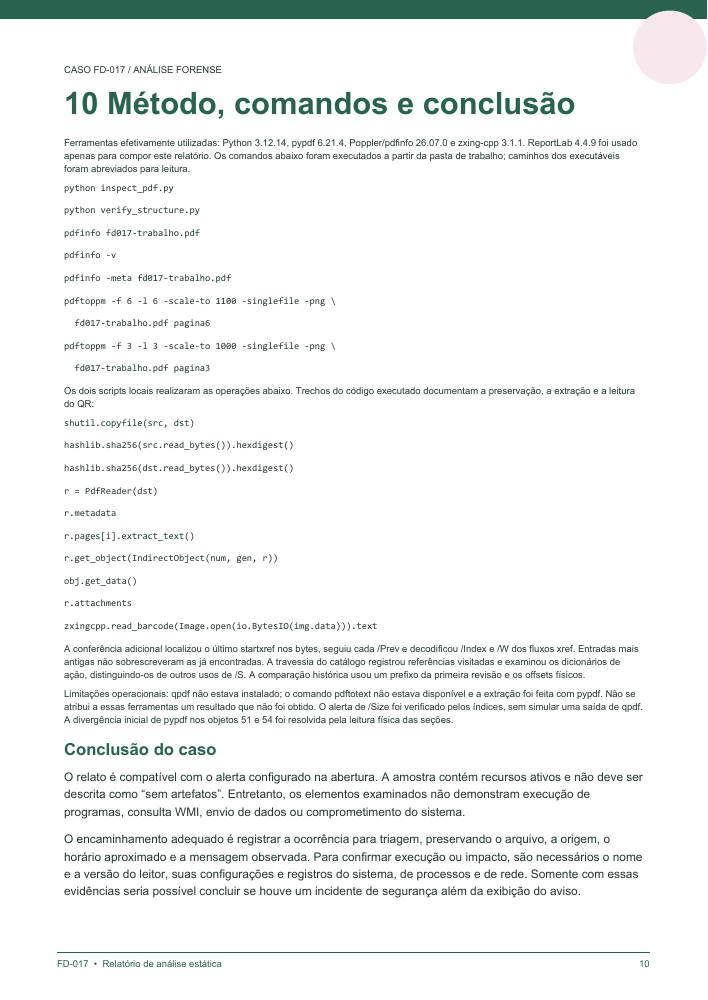 CASO FD-017 / ANÁLISE FORENSE
10 Método, comandos e conclusão
Ferramentas efetivamente utilizadas: Python 3.12.14, pypdf 6.21.4, Poppler/pdfinfo 26.07.0 e zxing-cpp 3.1.1. ReportLab 4.4.9 foi usado
apenas para compor este relatório. Os comandos abaixo foram executados a partir da pasta de trabalho; caminhos dos executáveis
foram abreviados para leitura.
python inspect_pdf.py
python verify_structure.py
pdfinfo fd017-trabalho.pdf
pdfinfo -v
pdfinfo -meta fd017-trabalho.pdf
pdftoppm -f 6 -l 6 -scale-to 1100 -singlefile -png \
fd017-trabalho.pdf pagina6
pdftoppm -f 3 -l 3 -scale-to 1000 -singlefile -png \
fd017-trabalho.pdf pagina3
Os dois scripts locais realizaram as operações abaixo. Trechos do código executado documentam a preservação, a extração e a leitura
do QR:
shutil.copyfile(src, dst)
hashlib.sha256(src.read_bytes()).hexdigest()
hashlib.sha256(dst.read_bytes()).hexdigest()
r = PdfReader(dst)
r.metadata
r.pages[i].extract_text()
r.get_object(IndirectObject(num, gen, r))
obj.get_data()
r.attachments
zxingcpp.read_barcode(Image.open(io.BytesIO(img.data))).text
A conferência adicional localizou o último startxref nos bytes, seguiu cada /Prev e decodificou /Index e /W dos fluxos xref. Entradas mais
antigas não sobrescreveram as já encontradas. A travessia do catálogo registrou referências visitadas e examinou os dicionários de
ação, distinguindo-os de outros usos de /S. A comparação histórica usou um prefixo da primeira revisão e os offsets físicos.
Limitações operacionais: qpdf não estava instalado; o comando pdftotext não estava disponível e a extração foi feita com pypdf. Não se
atribui a essas ferramentas um resultado que não foi obtido. O alerta de /Size foi verificado pelos índices, sem simular uma saída de qpdf.
A divergência inicial de pypdf nos objetos 51 e 54 foi resolvida pela leitura física das seções.
Conclusão do caso
O relato é compatível com o alerta configurado na abertura. A amostra contém recursos ativos e não deve ser
descrita como “sem artefatos”. Entretanto, os elementos examinados não demonstram execução de
programas, consulta WMI, envio de dados ou comprometimento do sistema.
O encaminhamento adequado é registrar a ocorrência para triagem, preservando o arquivo, a origem, o
horário aproximado e a mensagem observada. Para confirmar execução ou impacto, são necessários o nome
e a versão do leitor, suas configurações e registros do sistema, de processos e de rede. Somente com essas
evidências seria possível concluir se houve um incidente de segurança além da exibição do aviso.
FD-017 • Relatório de análise estática
10